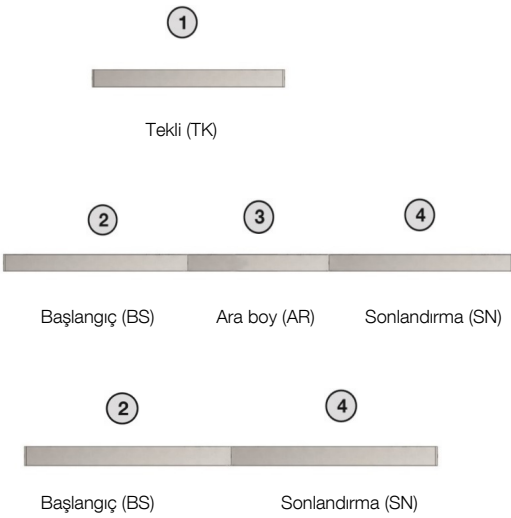 1
Tekli (TK)
2 3 4
Başlangıç (BS) Ara boy (AR) Sonlandırma (SN)
2 4
Başlangıç (BS) Sonlandırma (SN)